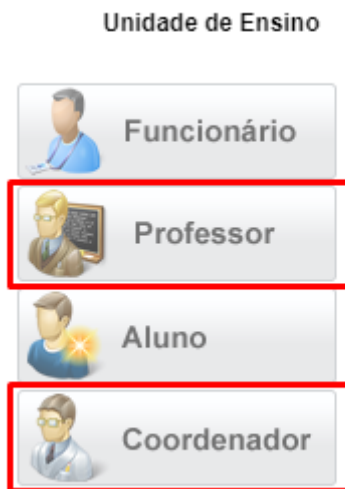 Unidade de Ensino
Funcionário
Professor
Aluno
Coordenador